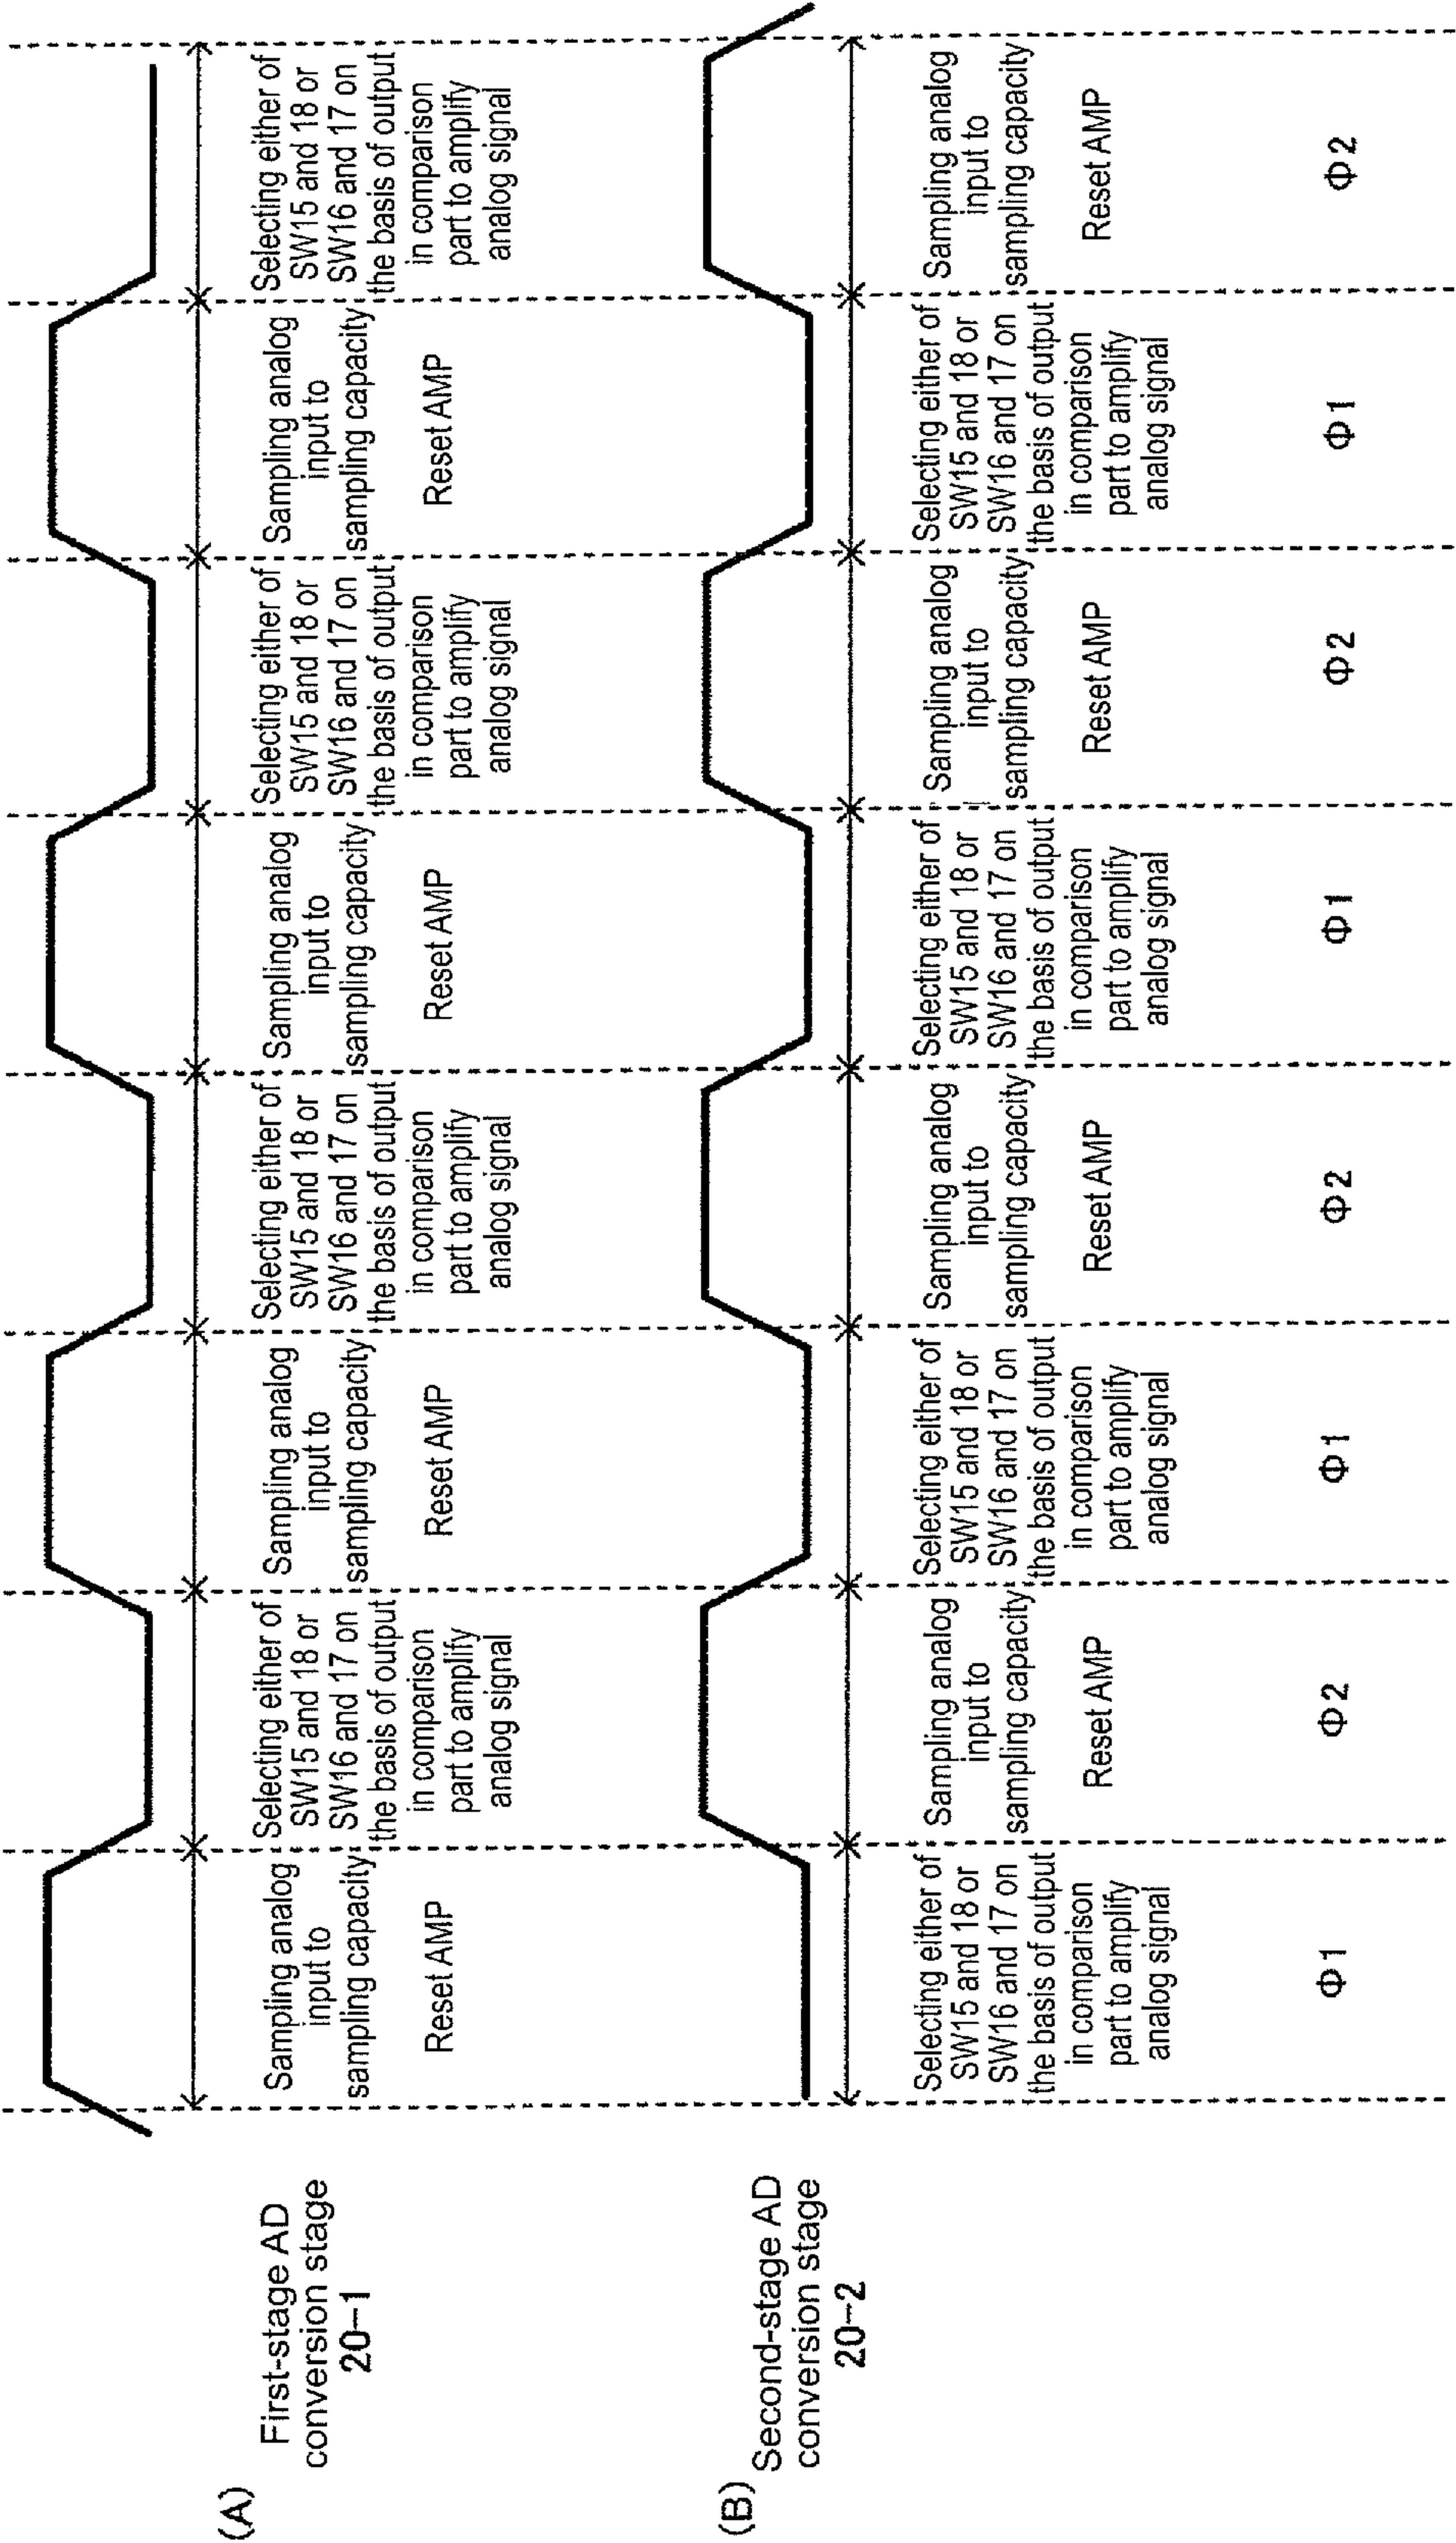 (A)
First-stage AD
conversion stage
20-1
Sampling analog
input to
sampling capacity
Reset AMP
Selecting either of
SW15 and 18 or
SW16 and 17 on
the basis of output
in comparison
part to amplify
analog signal
Sampling analog
input to
sampling capacity
Reset AMP
Selecting either of
SW15 and 18 or
SW16 and 17 on
the basis of output
in comparison
part to amplify
analog signal
Sampling analog
input to
sampling capacity
Reset AMP
Selecting either of
SW15 and 18 or
SW16 and 17 on
the basis of output
in comparison
part to amplify
analog signal
Sampling analog
input to
sampling capacity
Reset AMP
Selecting either of
SW15 and 18 or
SW16 and 17 on
the basis of output
in comparison
part to amplify
analog signal
(B)
Second-stage AD
conversion stage
20-2
Selecting either of
SW15 and 18 or
SW16 and 17 on
the basis of output
in comparison
part to amplify
analog signal
Sampling analog
input to
sampling capacity
Reset AMP
Selecting either of
SW15 and 18 or
SW16 and 17 on
the basis of output
in comparison
part to amplify
analog signal
Sampling analog
input to
sampling capacity
Reset AMP
Selecting either of
SW15 and 18 or
SW16 and 17 on
the basis of output
in comparison
part to amplify
analog signal
Sampling analog
input to
sampling capacity
Reset AMP
Selecting either of
SW15 and 18 or
SW16 and 17 on
the basis of output
in comparison
part to amplify
analog signal
Sampling analog
input to
sampling capacity
Reset AMP
Φ1
Φ2
Φ1
Φ2
Φ1
Φ2
Φ1
Φ2